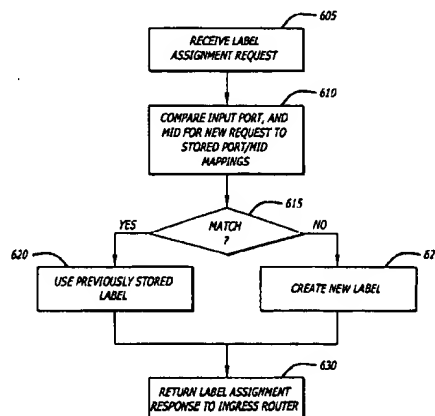 605
RECEIVE LABEL
ASSIGNMENT REQUEST
610
COMPARE INPUT PORT, AND
MID FOR NEW REQUEST TO
STORED PORT/MID
MAPPINGS
615
YES
MATCH
?
NO
620
USE PREVIOUSLY STORED
LABEL
62
CREATE NEW LABEL
630
RETURN LABEL ASSIGNMENT
RESPONSE TO INGRESS ROUTER